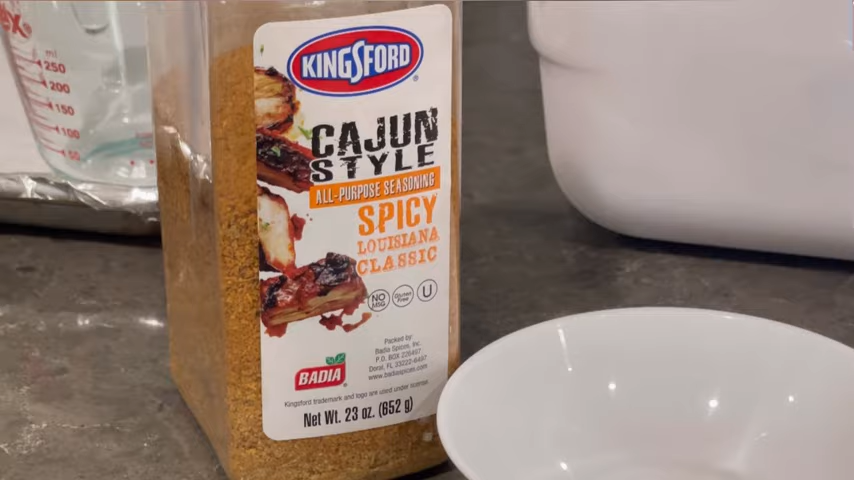 ml
250
200
150
100
50
KINGSFORD®
CAJUN
STYLE
ALL-PURPOSE SEASONING
SPICY
LOUISIANA
CLASSIC
NO MSG
Gluten Free
U
Packed by:
Badia Spices, Inc.
P.O. BOX 226497
Doral, FL 33222-6497
www.badiaspices.com
BADIA
Kingsford trademark and logo are used under license.
Net Wt. 23 oz. (652 g)